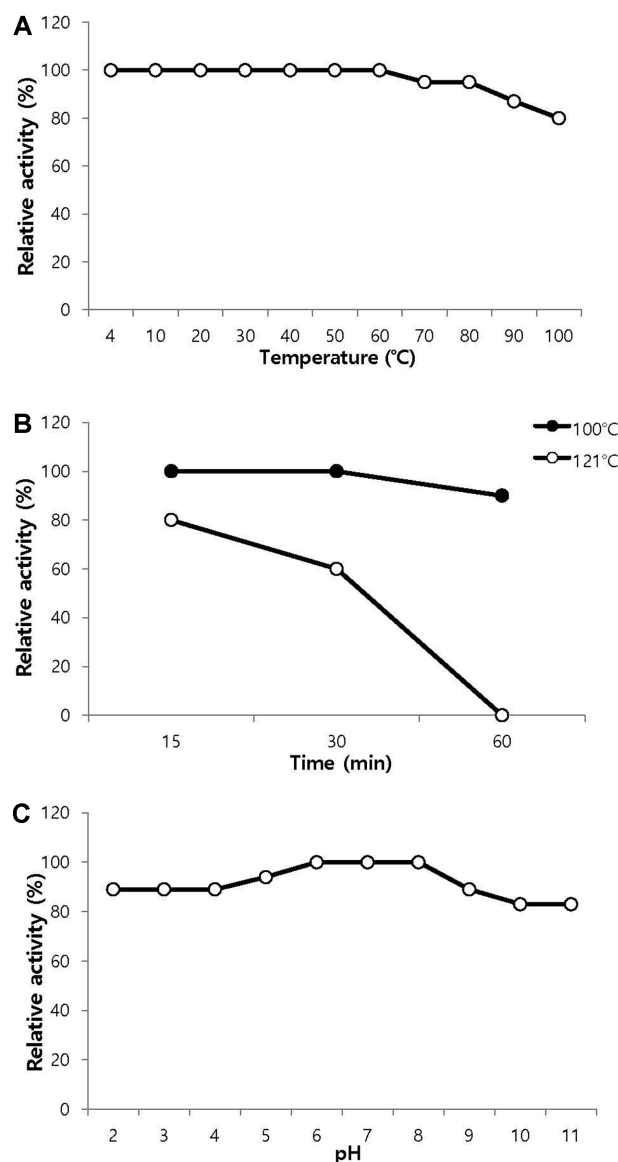 A
Relative activity (%)
120
100
80
60
40
20
0
4 10 20 30 40 50 60 70 80 90 100
Temperature (°C)
B
Relative activity (%)
120
100
80
60
40
20
0
100°C
121°C
15 30 60
Time (min)
C
Relative activity (%)
120
100
80
60
40
20
0
2 3 4 5 6 7 8 9 10 11
pH